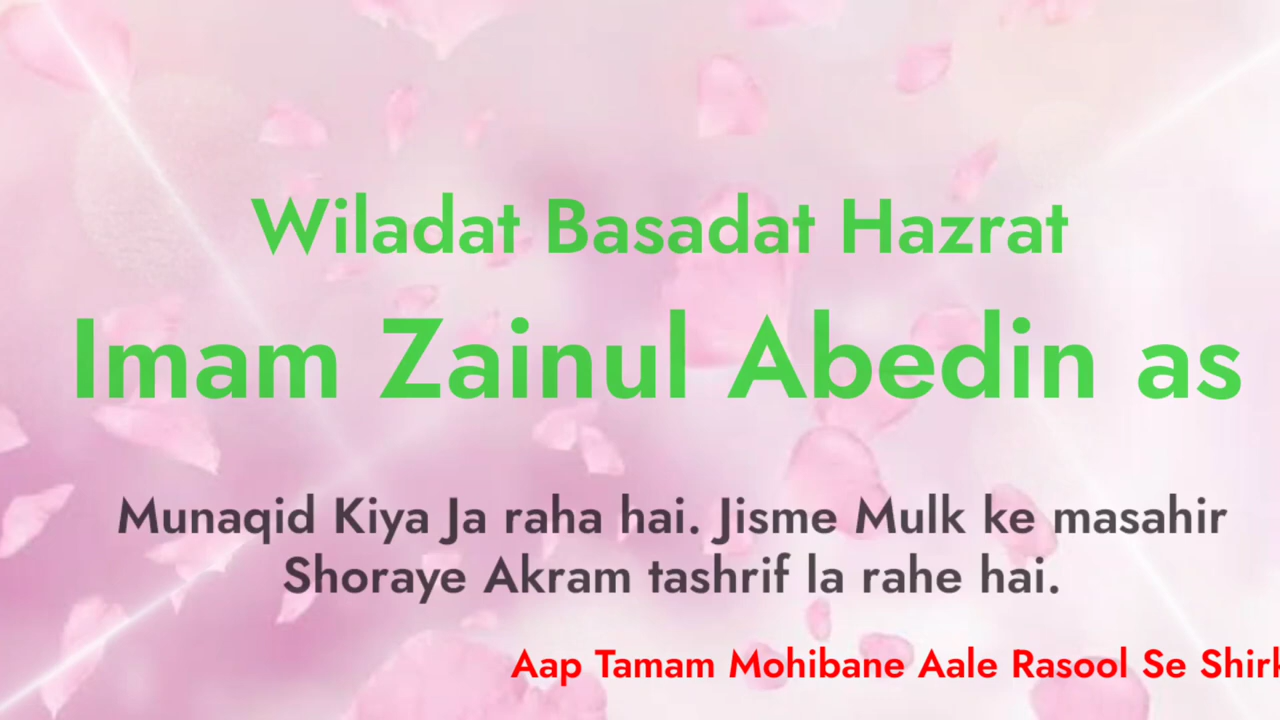 Wiladat Basadat Hazrat
Imam Zainul Abedin as
Munaqid Kiya Ja raha hai. Jisme Mulk ke masahir
Shoraye Akram tashrif la rahe hai.
Aap Tamam Mohibane Aale Rasool Se